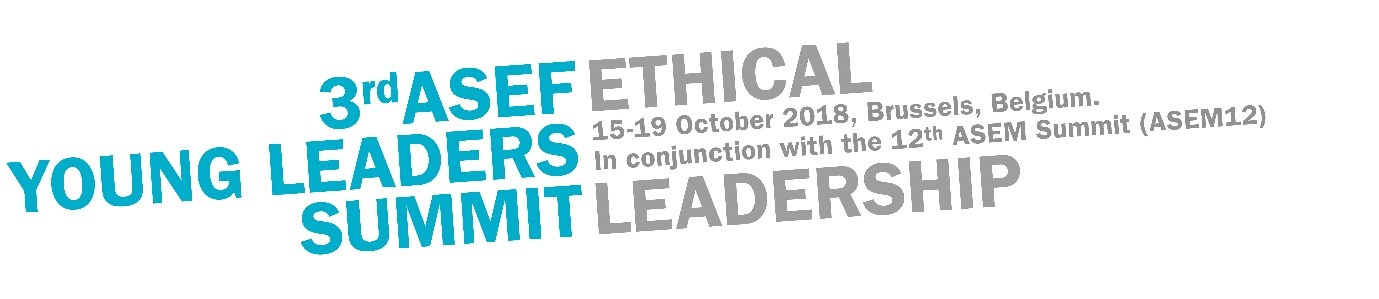 3rd ASEF
YOUNG LEADERS
SUMMIT
ETHICAL
15-19 October 2018, Brussels, Belgium.
In conjunction with the 12th ASEM Summit (ASEM12)
LEADERSHIP